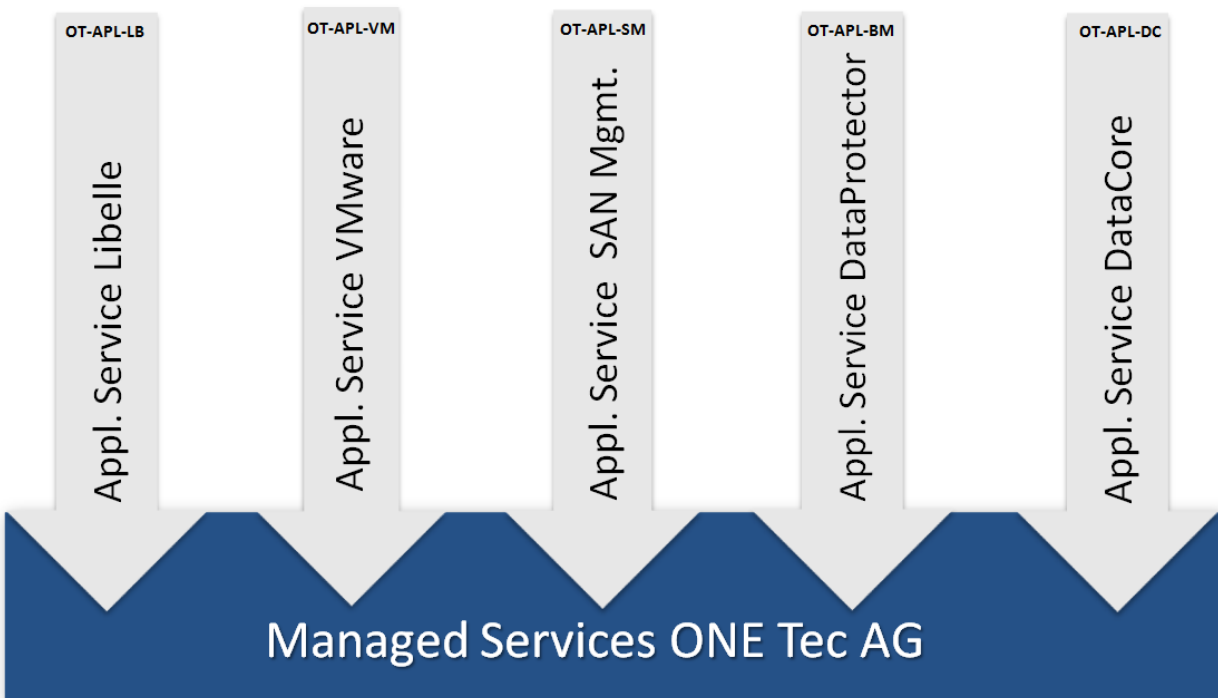 OT-APL-LB
Appl. Service Libelle
OT-APL-VM
Appl. Service VMware
OT-APL-SM
Appl. Service SAN Mgmt.
OT-APL-BM
Appl. Service DataProtector
OT-APL-DC
Appl. Service DataCore
Managed Services ONE Tec AG